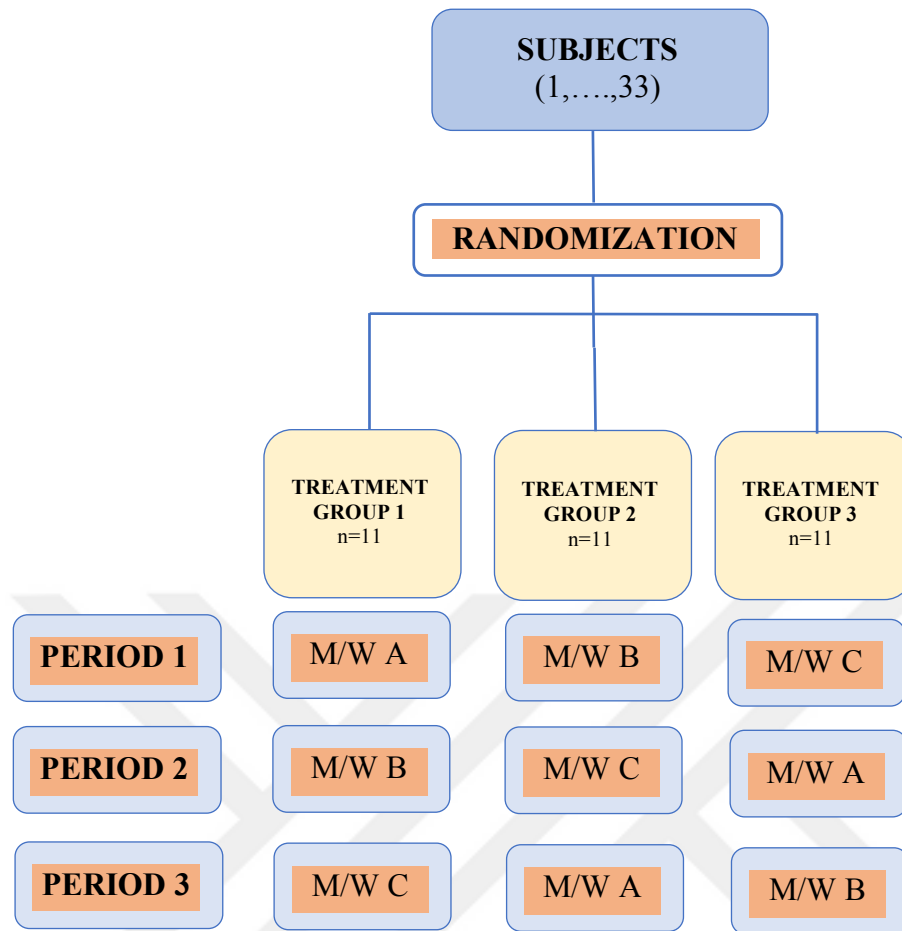 SUBJECTS
(1,….,33)
RANDOMIZATION
TREATMENT
GROUP 1
n=11
TREATMENT
GROUP 2
n=11
TREATMENT
GROUP 3
n=11
PERIOD 1
M/W A
M/W B
M/W C
PERIOD 2
M/W B
M/W C
M/W A
PERIOD 3
M/W C
M/W A
M/W B